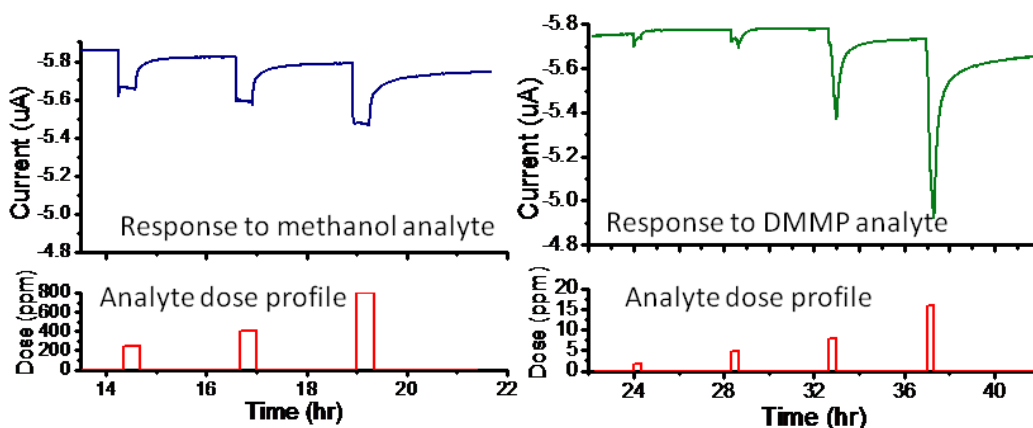 -5.8
-5.6
-5.4
-5.2
-5.0
-4.8
Current (uA)
Response to methanol analyte
800
600
400
200
0
Dose (ppm)
Analyte dose profile
14 16 18 20 22
Time (hr)
-5.8
-5.6
-5.4
-5.2
-5.0
-4.8
Current (uA)
Response to DMMP analyte
20
15
10
5
0
Dose (ppm)
Analyte dose profile
24 28 32 36 40
Time (hr)